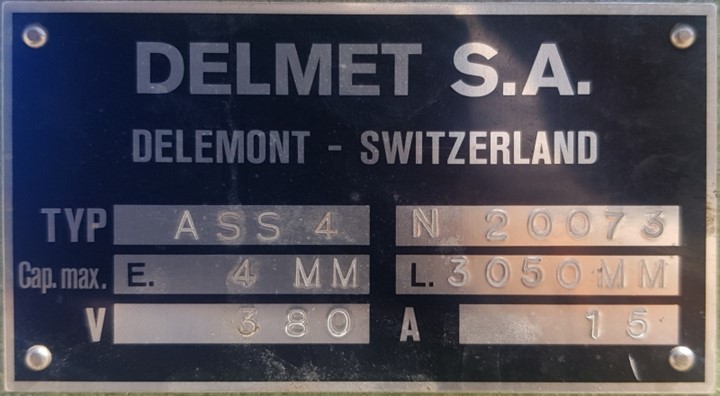 DELMET S.A.
DELEMONT - SWITZERLAND
TYP ASS 4 N 20073
Cap. max. E. 4 MM L. 3050 MM
V 380 A 15